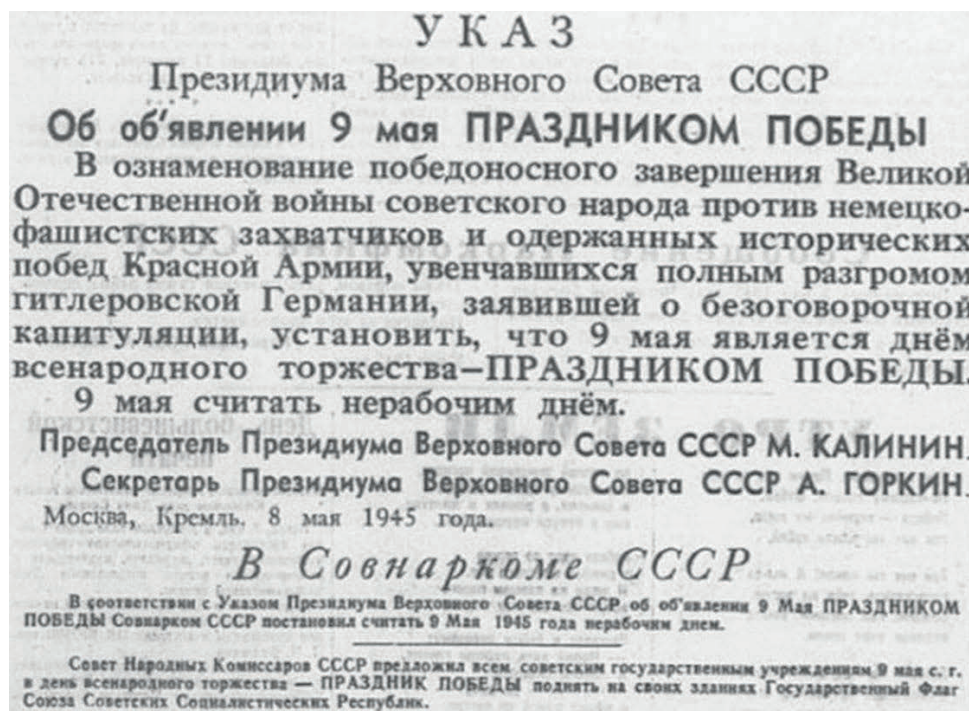 УКАЗ
Президиума Верховного Совета СССР
Об об'явлении 9 мая ПРАЗДНИКОМ ПОБЕДЫ
В ознаменование победоносного завершения Великой
Отечественной войны советского народа против немецко-
фашистских захватчиков и одержанных исторических
побед Красной Армии, увенчавшихся полным разгромом
гитлеровской Германии, заявившей о безоговорочной
капитуляции, установить, что 9 мая является днём
всенародного торжества—ПРАЗДНИКОМ ПОБЕДЫ.
9 мая считать нерабочим днём.
Председатель Президиума Верховного Совета СССР М. КАЛИНИН.
Секретарь Президиума Верховного Совета СССР А. ГОРКИН.
Москва, Кремль. 8 мая 1945 года.
В Совнаркоме СССР
В соответствии с Указом Президиума Верховного Совета СССР об об'явлении 9 Мая ПРАЗДНИКОМ
ПОБЕДЫ Совнарком СССР постановил считать 9 Мая 1945 года нерабочим днем.
Совет Народных Комиссаров СССР предложил всем советским государственным учреждениям 9 мая с. г.
в день всенародного торжества — ПРАЗДНИК ПОБЕДЫ поднять на своих зданиях Государственный Флаг
Союза Советских Социалистических Республик.